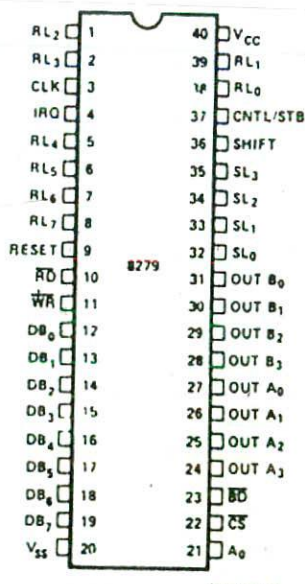 RL₂ 1 40 VCC
RL₃ 2 39 RL₁
CLK 3 38 RL₀
IRQ 4 37 CNTL/STB
RL₄ 5 36 SHIFT
RL₅ 6 35 SL₃
RL₆ 7 34 SL₂
RL₇ 8 33 SL₁
RESET 9 32 SL₀
8279
R̅D̅ 10 31 OUT B₀
W̅R̅ 11 30 OUT B₁
DB₀ 12 29 OUT B₂
DB₁ 13 28 OUT B₃
DB₂ 14 27 OUT A₀
DB₃ 15 26 OUT A₁
DB₄ 16 25 OUT A₂
DB₅ 17 24 OUT A₃
DB₆ 18 23 B̅D̅
DB₇ 19 22 C̅S̅
VSS 20 21 A₀